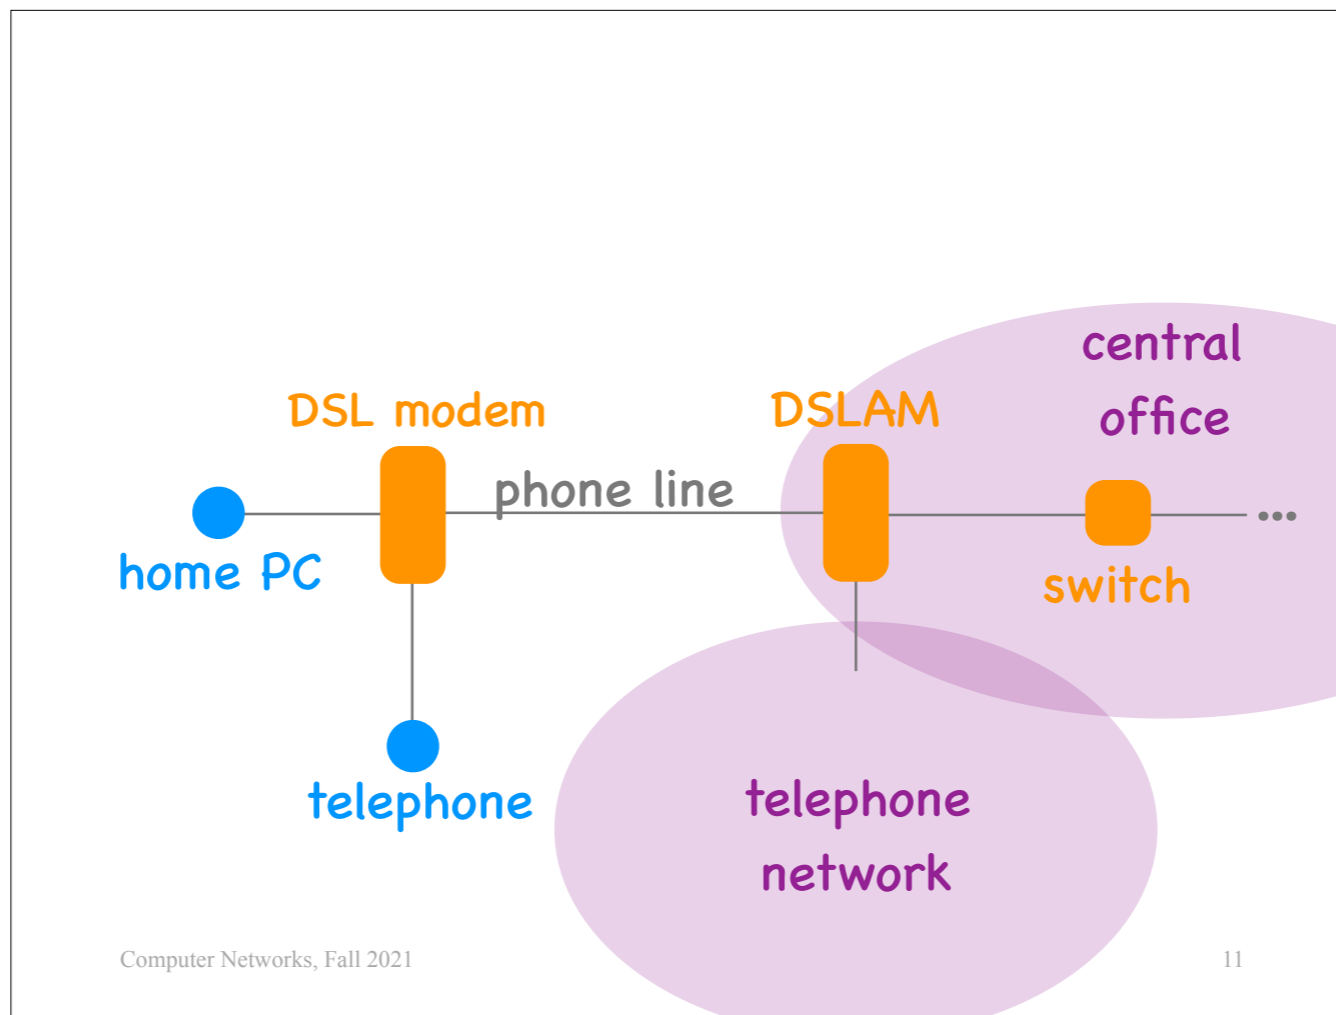 central
office
DSL modem
DSLAM
phone line
...
home PC
switch
telephone
telephone
network
Computer Networks, Fall 2021
11